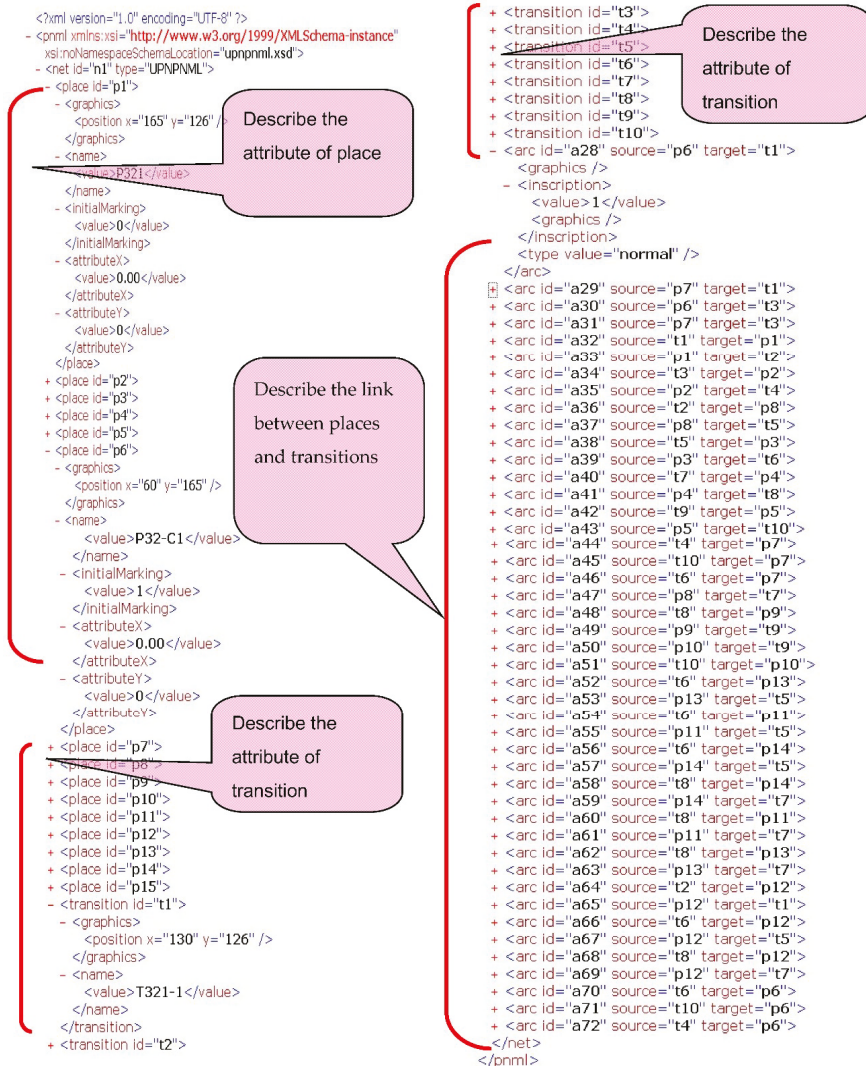 <?xml version="1.0" encoding="UTF-8" ?>
- <pnml xmlns:xsi="http://www.w3.org/1999/XMLSchema-instance"
xsi:noNamespaceSchemaLocation="upnpnml.xsd">
- <net id="n1" type="UPNPNML">
- <place id="p1">
- <graphics>
<position x="165" y="126" />
</graphics>
- <name>
<value>P321</value>
</name>
- <initialMarking>
<value>0</value>
</initialMarking>
- <attributeX>
<value>0.00</value>
</attributeX>
- <attributeY>
<value>0</value>
</attributeY>
</place>
+ <place id="p2">
+ <place id="p3">
+ <place id="p4">
+ <place id="p5">
- <place id="p6">
- <graphics>
<position x="60" y="165" />
</graphics>
- <name>
<value>P32-C1</value>
</name>
- <initialMarking>
<value>1</value>
</initialMarking>
- <attributeX>
<value>0.00</value>
</attributeX>
- <attributeY>
<value>0</value>
</attributeY>
</place>
+ <place id="p7">
+ <place id="p8">
+ <place id="p9">
+ <place id="p10">
+ <place id="p11">
+ <place id="p12">
+ <place id="p13">
+ <place id="p14">
+ <place id="p15">
- <transition id="t1">
- <graphics>
<position x="130" y="126" />
</graphics>
- <name>
<value>T321-1</value>
</name>
</transition>
+ <transition id="t2">
Describe the
attribute of place
Describe the link
between places
and transitions
Describe the
attribute of
transition
+ <transition id="t3">
+ <transition id="t4">
+ <transition id="t5">
+ <transition id="t6">
+ <transition id="t7">
+ <transition id="t8">
+ <transition id="t9">
+ <transition id="t10">
- <arc id="a28" source="p6" target="t1">
<graphics />
- <inscription>
<value>1</value>
<graphics />
</inscription>
<type value="normal" />
</arc>
+ <arc id="a29" source="p7" target="t1">
+ <arc id="a30" source="p6" target="t3">
+ <arc id="a31" source="p7" target="t3">
+ <arc id="a32" source="t1" target="p1">
+ <arc id="a33" source="p1" target="t2">
+ <arc id="a34" source="t3" target="p2">
+ <arc id="a35" source="p2" target="t4">
+ <arc id="a36" source="t2" target="p8">
+ <arc id="a37" source="p8" target="t5">
+ <arc id="a38" source="t5" target="p3">
+ <arc id="a39" source="p3" target="t6">
+ <arc id="a40" source="t7" target="p4">
+ <arc id="a41" source="p4" target="t8">
+ <arc id="a42" source="t9" target="p5">
+ <arc id="a43" source="p5" target="t10">
+ <arc id="a44" source="t4" target="p7">
+ <arc id="a45" source="t10" target="p7">
+ <arc id="a46" source="t6" target="p7">
+ <arc id="a47" source="p8" target="t7">
+ <arc id="a48" source="t8" target="p9">
+ <arc id="a49" source="p9" target="t9">
+ <arc id="a50" source="p10" target="t9">
+ <arc id="a51" source="t10" target="p10">
+ <arc id="a52" source="t6" target="p13">
+ <arc id="a53" source="p13" target="t5">
+ <arc id="a54" source="t6" target="p11">
+ <arc id="a55" source="p11" target="t5">
+ <arc id="a56" source="t6" target="p14">
+ <arc id="a57" source="p14" target="t5">
+ <arc id="a58" source="t8" target="p14">
+ <arc id="a59" source="p14" target="t7">
+ <arc id="a60" source="t8" target="p11">
+ <arc id="a61" source="p11" target="t7">
+ <arc id="a62" source="t8" target="p13">
+ <arc id="a63" source="p13" target="t7">
+ <arc id="a64" source="t2" target="p12">
+ <arc id="a65" source="p12" target="t1">
+ <arc id="a66" source="t6" target="p12">
+ <arc id="a67" source="p12" target="t5">
+ <arc id="a68" source="t8" target="p12">
+ <arc id="a69" source="p12" target="t7">
+ <arc id="a70" source="t6" target="p6">
+ <arc id="a71" source="t10" target="p6">
+ <arc id="a72" source="t4" target="p6">
</net>
</pnml>
Describe the
attribute of
transition